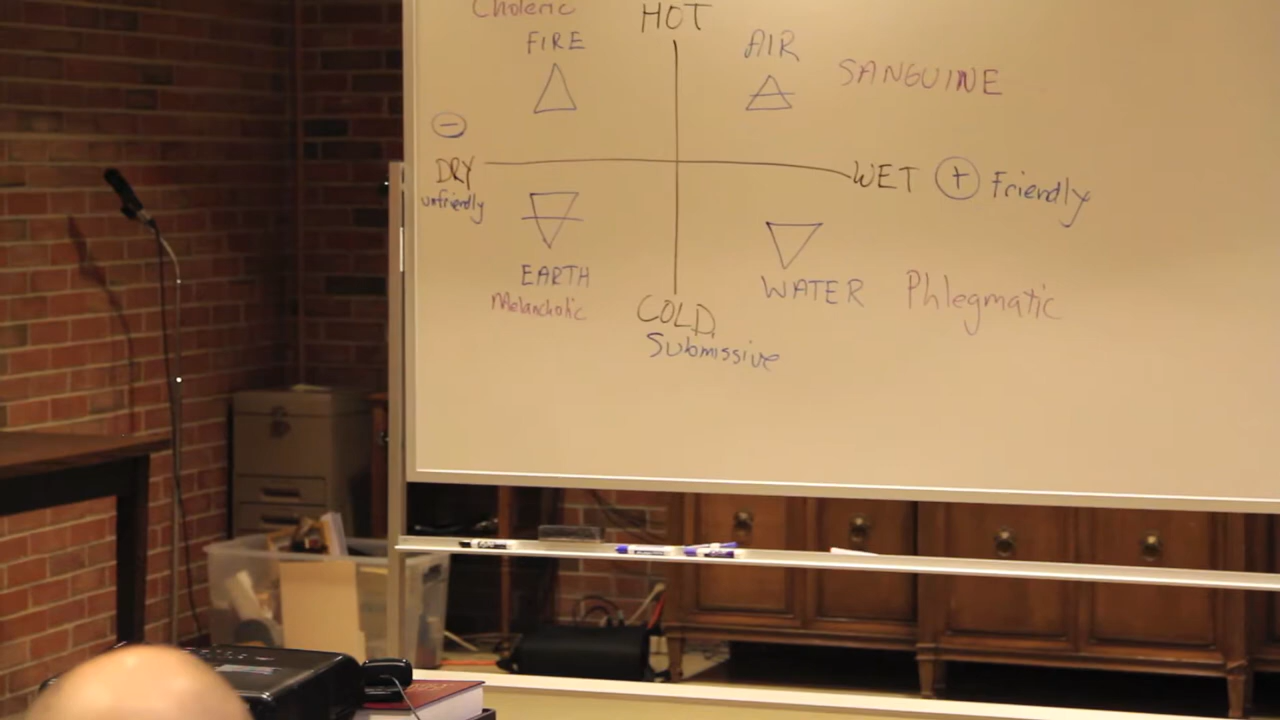 Choleric
HOT
FIRE
AIR
SANGUINE
−
DRY
WET + Friendly
unfriendly
EARTH
WATER Phlegmatic
Melancholic
COLD
Submissive